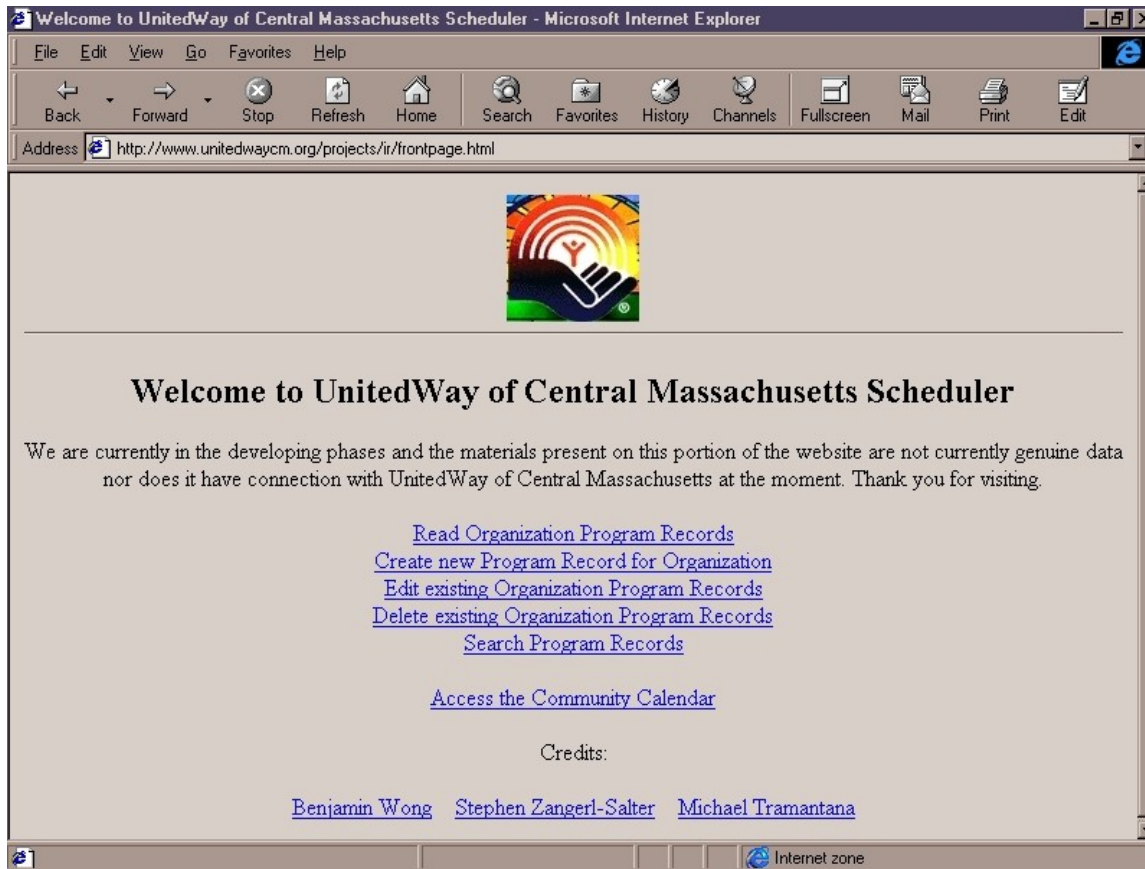 Welcome to UnitedWay of Central Massachusetts Scheduler - Microsoft Internet Explorer
File Edit View Go Favorites Help
Back Forward Stop Refresh Home Search Favorites History Channels Fullscreen Mail Print Edit
Address http://www.unitedwaycm.org/projects/ir/frontpage.html
®
Welcome to UnitedWay of Central Massachusetts Scheduler
We are currently in the developing phases and the materials present on this portion of the website are not currently genuine data
nor does it have connection with UnitedWay of Central Massachusetts at the moment. Thank you for visiting.
Read Organization Program Records
Create new Program Record for Organization
Edit existing Organization Program Records
Delete existing Organization Program Records
Search Program Records
Access the Community Calendar
Credits:
Benjamin Wong Stephen Zangerl-Salter Michael Tramantana
Internet zone